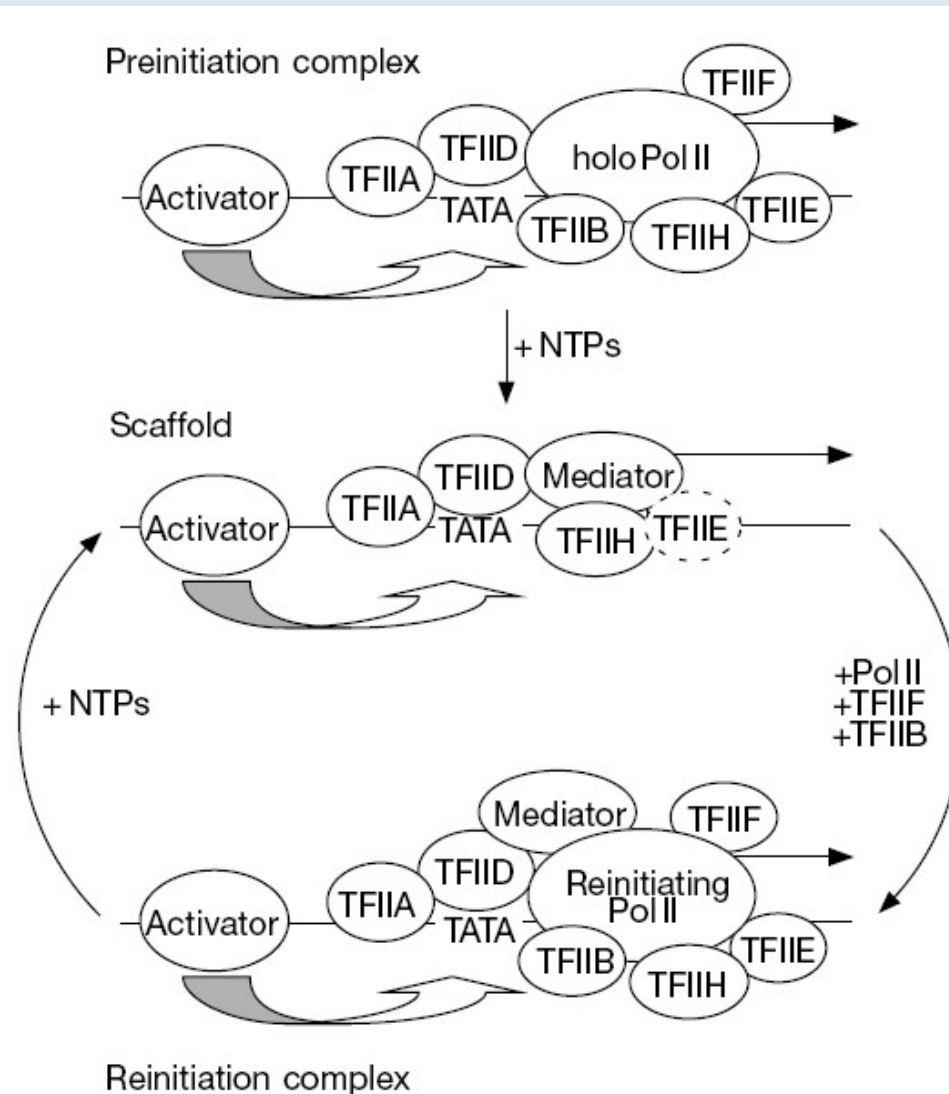 Preinitiation complex
TFIIF
TFIID
holo Pol II
TFIIA
Activator
TATA
TFIIB
TFIIH
TFIIE
+ NTPs
Scaffold
TFIID
Mediator
TFIIA
Activator
TATA
TFIIH
TFIIE
+ NTPs
+Pol II
+TFIIF
+TFIIB
Mediator
TFIIF
TFIID
Reinitiating
Pol II
TFIIA
Activator
TATA
TFIIB
TFIIH
TFIIE
Reinitiation complex